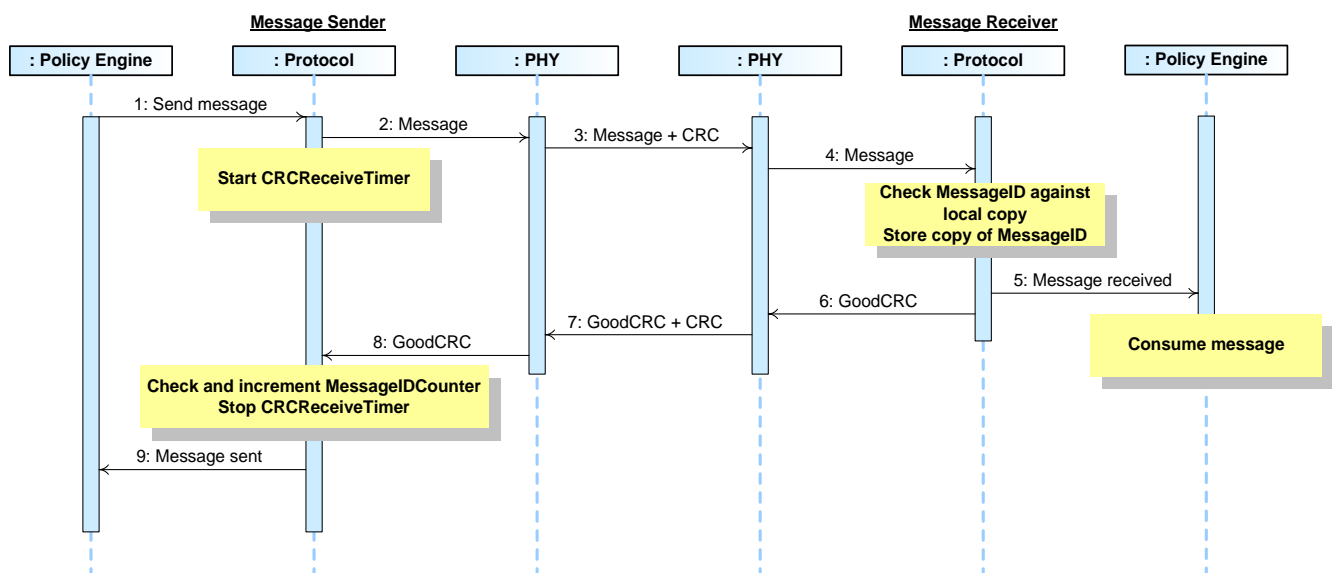 Message Sender
Message Receiver
: Policy Engine
: Protocol
: PHY
: PHY
: Protocol
: Policy Engine
1: Send message
2: Message
3: Message + CRC
4: Message
Start CRCReceiveTimer
Check MessageID against
local copy
Store copy of MessageID
5: Message received
6: GoodCRC
7: GoodCRC + CRC
8: GoodCRC
Consume message
Check and increment MessageIDCounter
Stop CRCReceiveTimer
9: Message sent